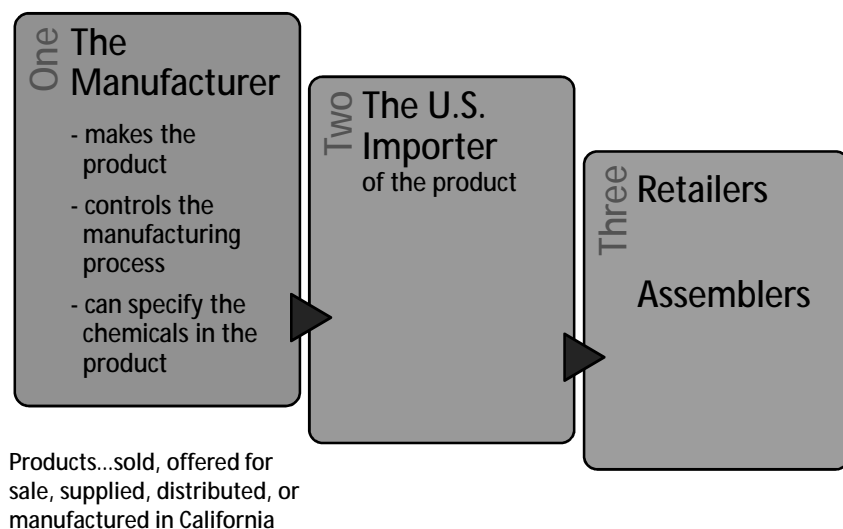 One
The
Manufacturer
- makes the
product
- controls the
manufacturing
process
- can specify the
chemicals in the
product
Two
The U.S.
Importer
of the product
Three
Retailers
Assemblers
Products...sold, offered for
sale, supplied, distributed, or
manufactured in California